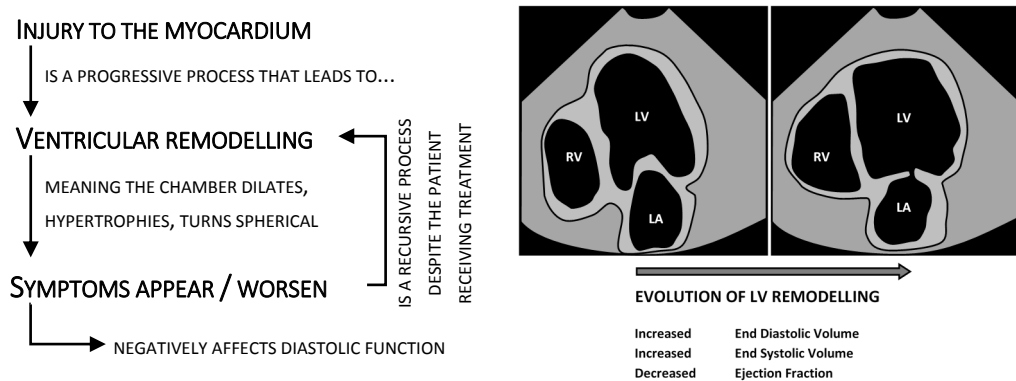 INJURY TO THE MYOCARDIUM
IS A PROGRESSIVE PROCESS THAT LEADS TO...
VENTRICULAR REMODELLING
MEANING THE CHAMBER DILATES,
HYPERTROPHIES, TURNS SPHERICAL
SYMPTOMS APPEAR / WORSEN
NEGATIVELY AFFECTS DIASTOLIC FUNCTION
IS A RECURSIVE PROCESS
DESPITE THE PATIENT
RECEIVING TREATMENT
LV
RV
LA
LV
RV
LA
EVOLUTION OF LV REMODELLING
Increased End Diastolic Volume
Increased End Systolic Volume
Decreased Ejection Fraction